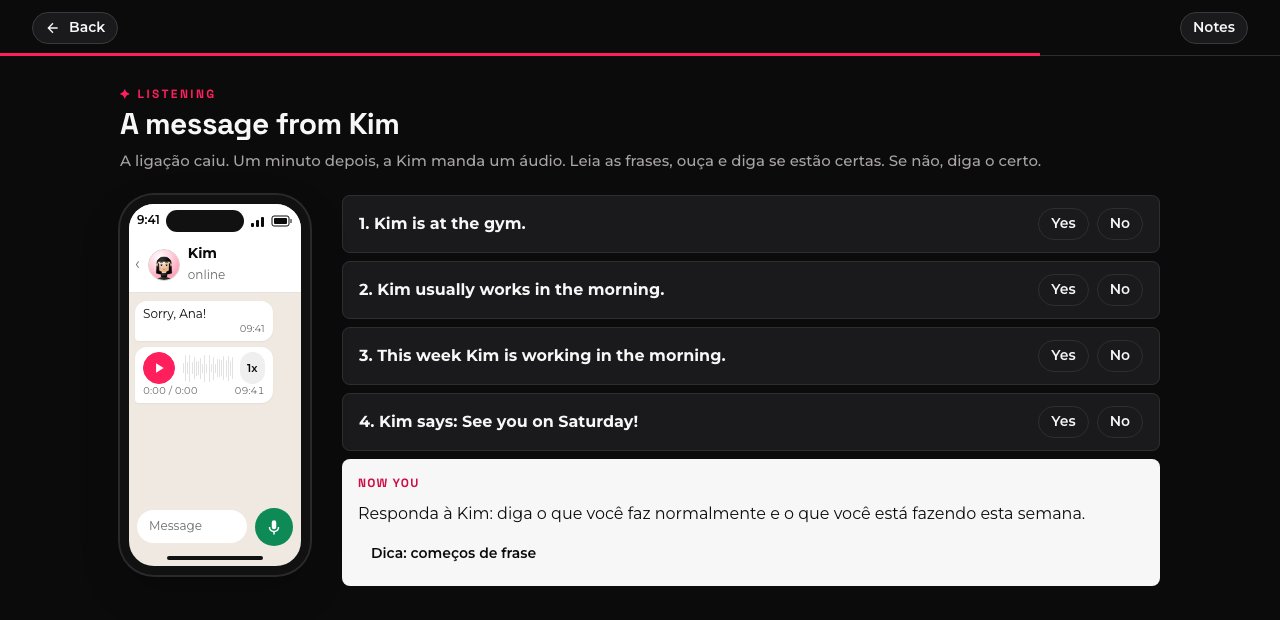 Back
Notes
LISTENING
A message from Kim
A ligação caiu. Um minuto depois, a Kim manda um áudio. Leia as frases, ouça e diga se estão certas. Se não, diga o certo.
9:41
Kim
online
Sorry, Ana!
09:41
1x
0:00 / 0:00
09:41
Message
1. Kim is at the gym.
Yes
No
2. Kim usually works in the morning.
Yes
No
3. This week Kim is working in the morning.
Yes
No
4. Kim says: See you on Saturday!
Yes
No
NOW YOU
Responda à Kim: diga o que você faz normalmente e o que você está fazendo esta semana.
Dica: começos de frase